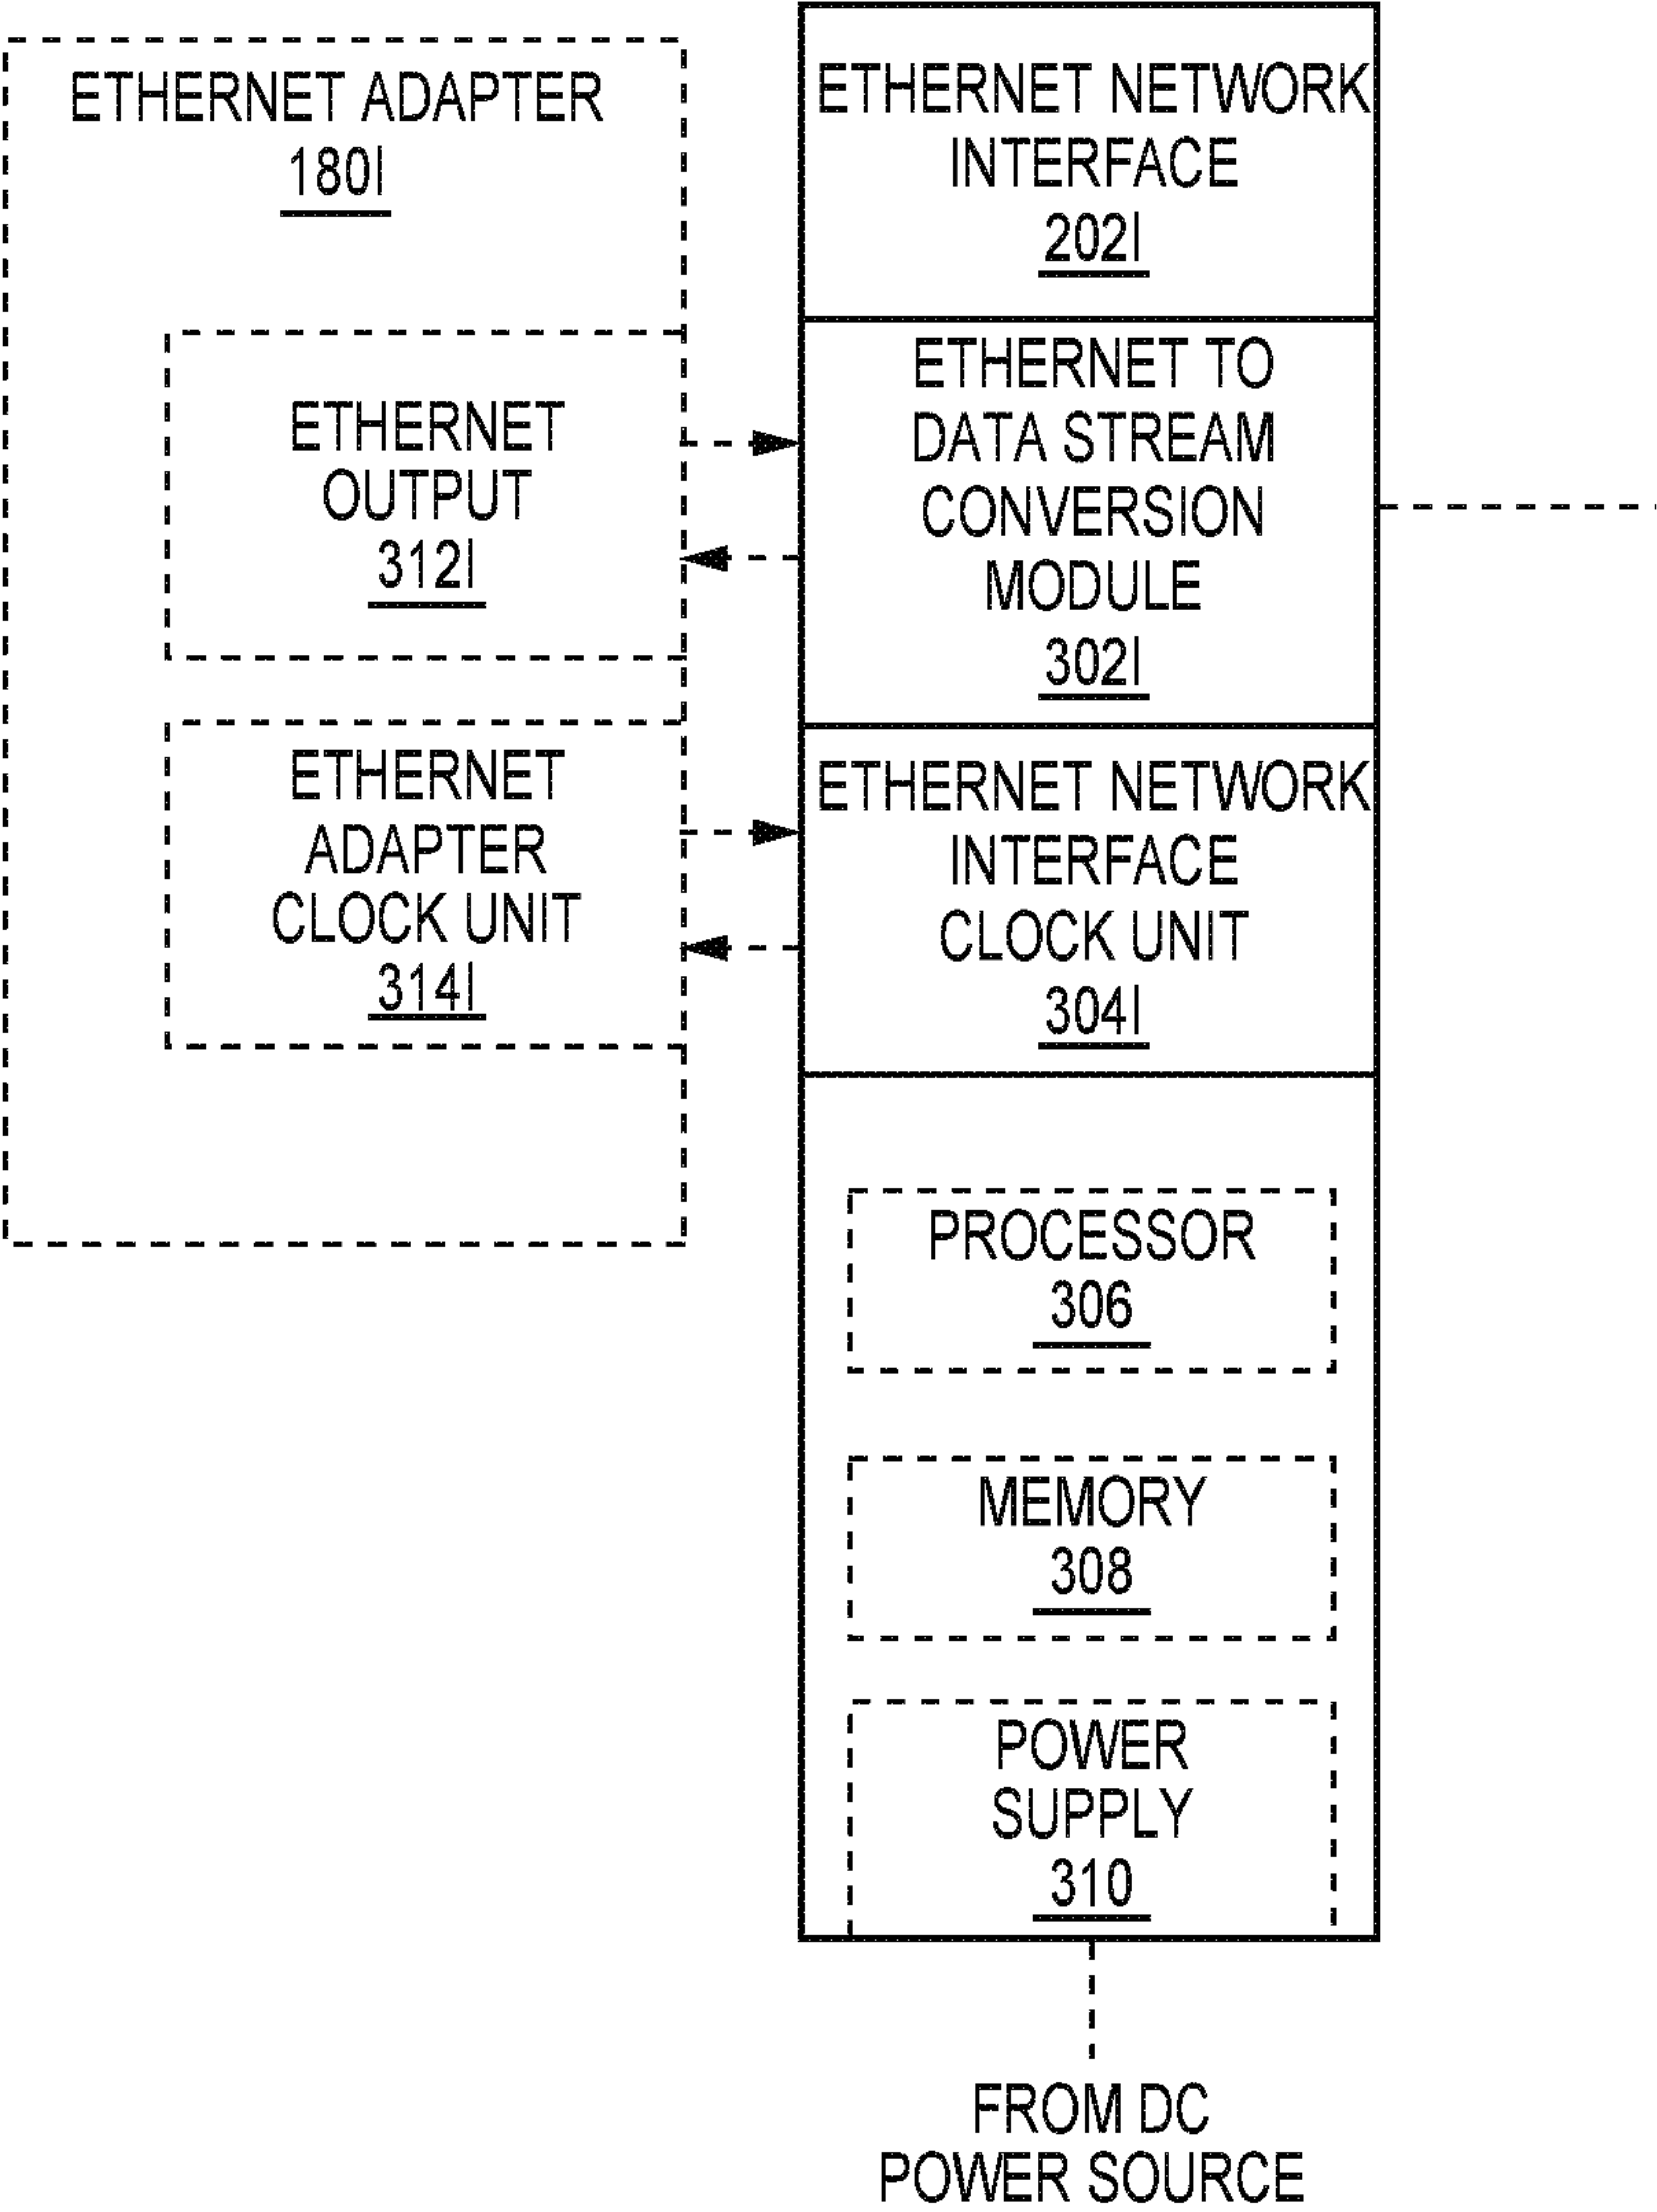 ETHERNET ADAPTER
180I
ETHERNET
OUTPUT
312I
ETHERNET
ADAPTER
CLOCK UNIT
314I
ETHERNET NETWORK
INTERFACE
202I
ETHERNET TO
DATA STREAM
CONVERSION
MODULE
302I
ETHERNET NETWORK
INTERFACE
CLOCK UNIT
304I
PROCESSOR
306
MEMORY
308
POWER
SUPPLY
310
FROM DC
POWER SOURCE